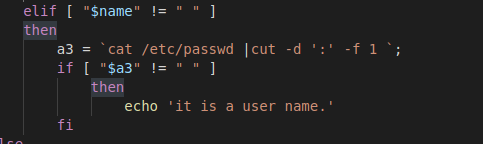 elif [ "$name" != " " ]
then
a3 = `cat /etc/passwd |cut -d ':' -f 1 `;
if [ "$a3" != " " ]
then
echo 'it is a user name.'
fi